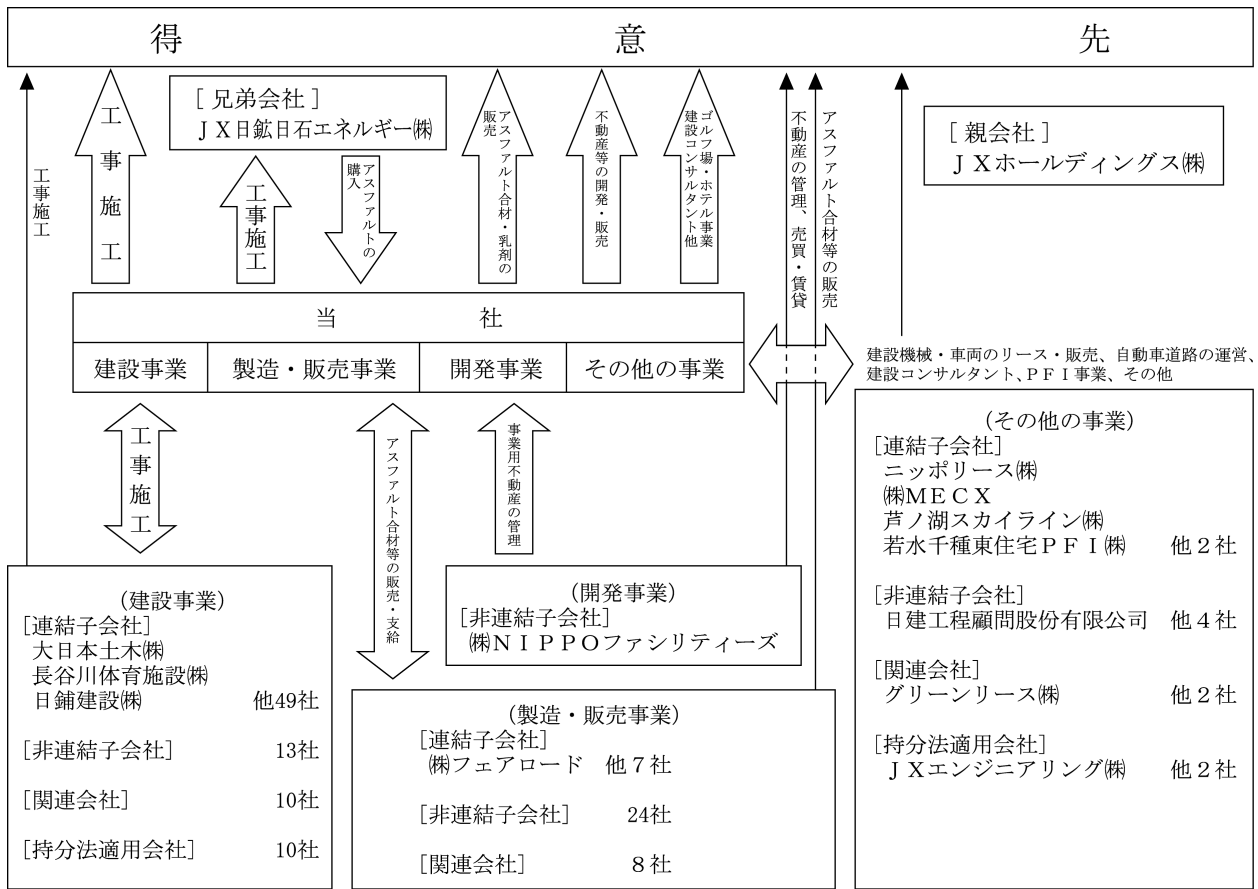 得意先
[兄弟会社]
ＪＸ日鉱日石エネルギー㈱
[親会社]
ＪＸホールディングス㈱
工事施工
工事施工
工事施工
アスファルトの
購入
アスファルト合材・乳剤の
販売
不動産等の開発・販売
ゴルフ場・ホテル事業
建設コンサルタント他
不動産の管理、売買・賃貸
アスファルト合材等の販売
当社
建設事業
製造・販売事業
開発事業
その他の事業
建設機械・車両のリース・販売、自動車道路の運営、
建設コンサルタント、ＰＦＩ事業、その他
工事施工
アスファルト合材等の販売・支給
事業用不動産の管理
(建設事業)
[連結子会社]
大日本土木㈱
長谷川体育施設㈱
日鋪建設㈱ 他49社
[非連結子会社] 13社
[関連会社] 10社
[持分法適用会社] 10社
(製造・販売事業)
[連結子会社]
㈱フェアロード 他７社
[非連結子会社] 24社
[関連会社] ８社
(開発事業)
[非連結子会社]
㈱ＮＩＰＰＯファシリティーズ
(その他の事業)
[連結子会社]
ニッポリース㈱
㈱ＭＥＣＸ
芦ノ湖スカイライン㈱
若水千種東住宅ＰＦＩ㈱ 他２社
[非連結子会社]
日建工程顧問股份有限公司 他４社
[関連会社]
グリーンリース㈱ 他２社
[持分法適用会社]
ＪＸエンジニアリング㈱ 他２社